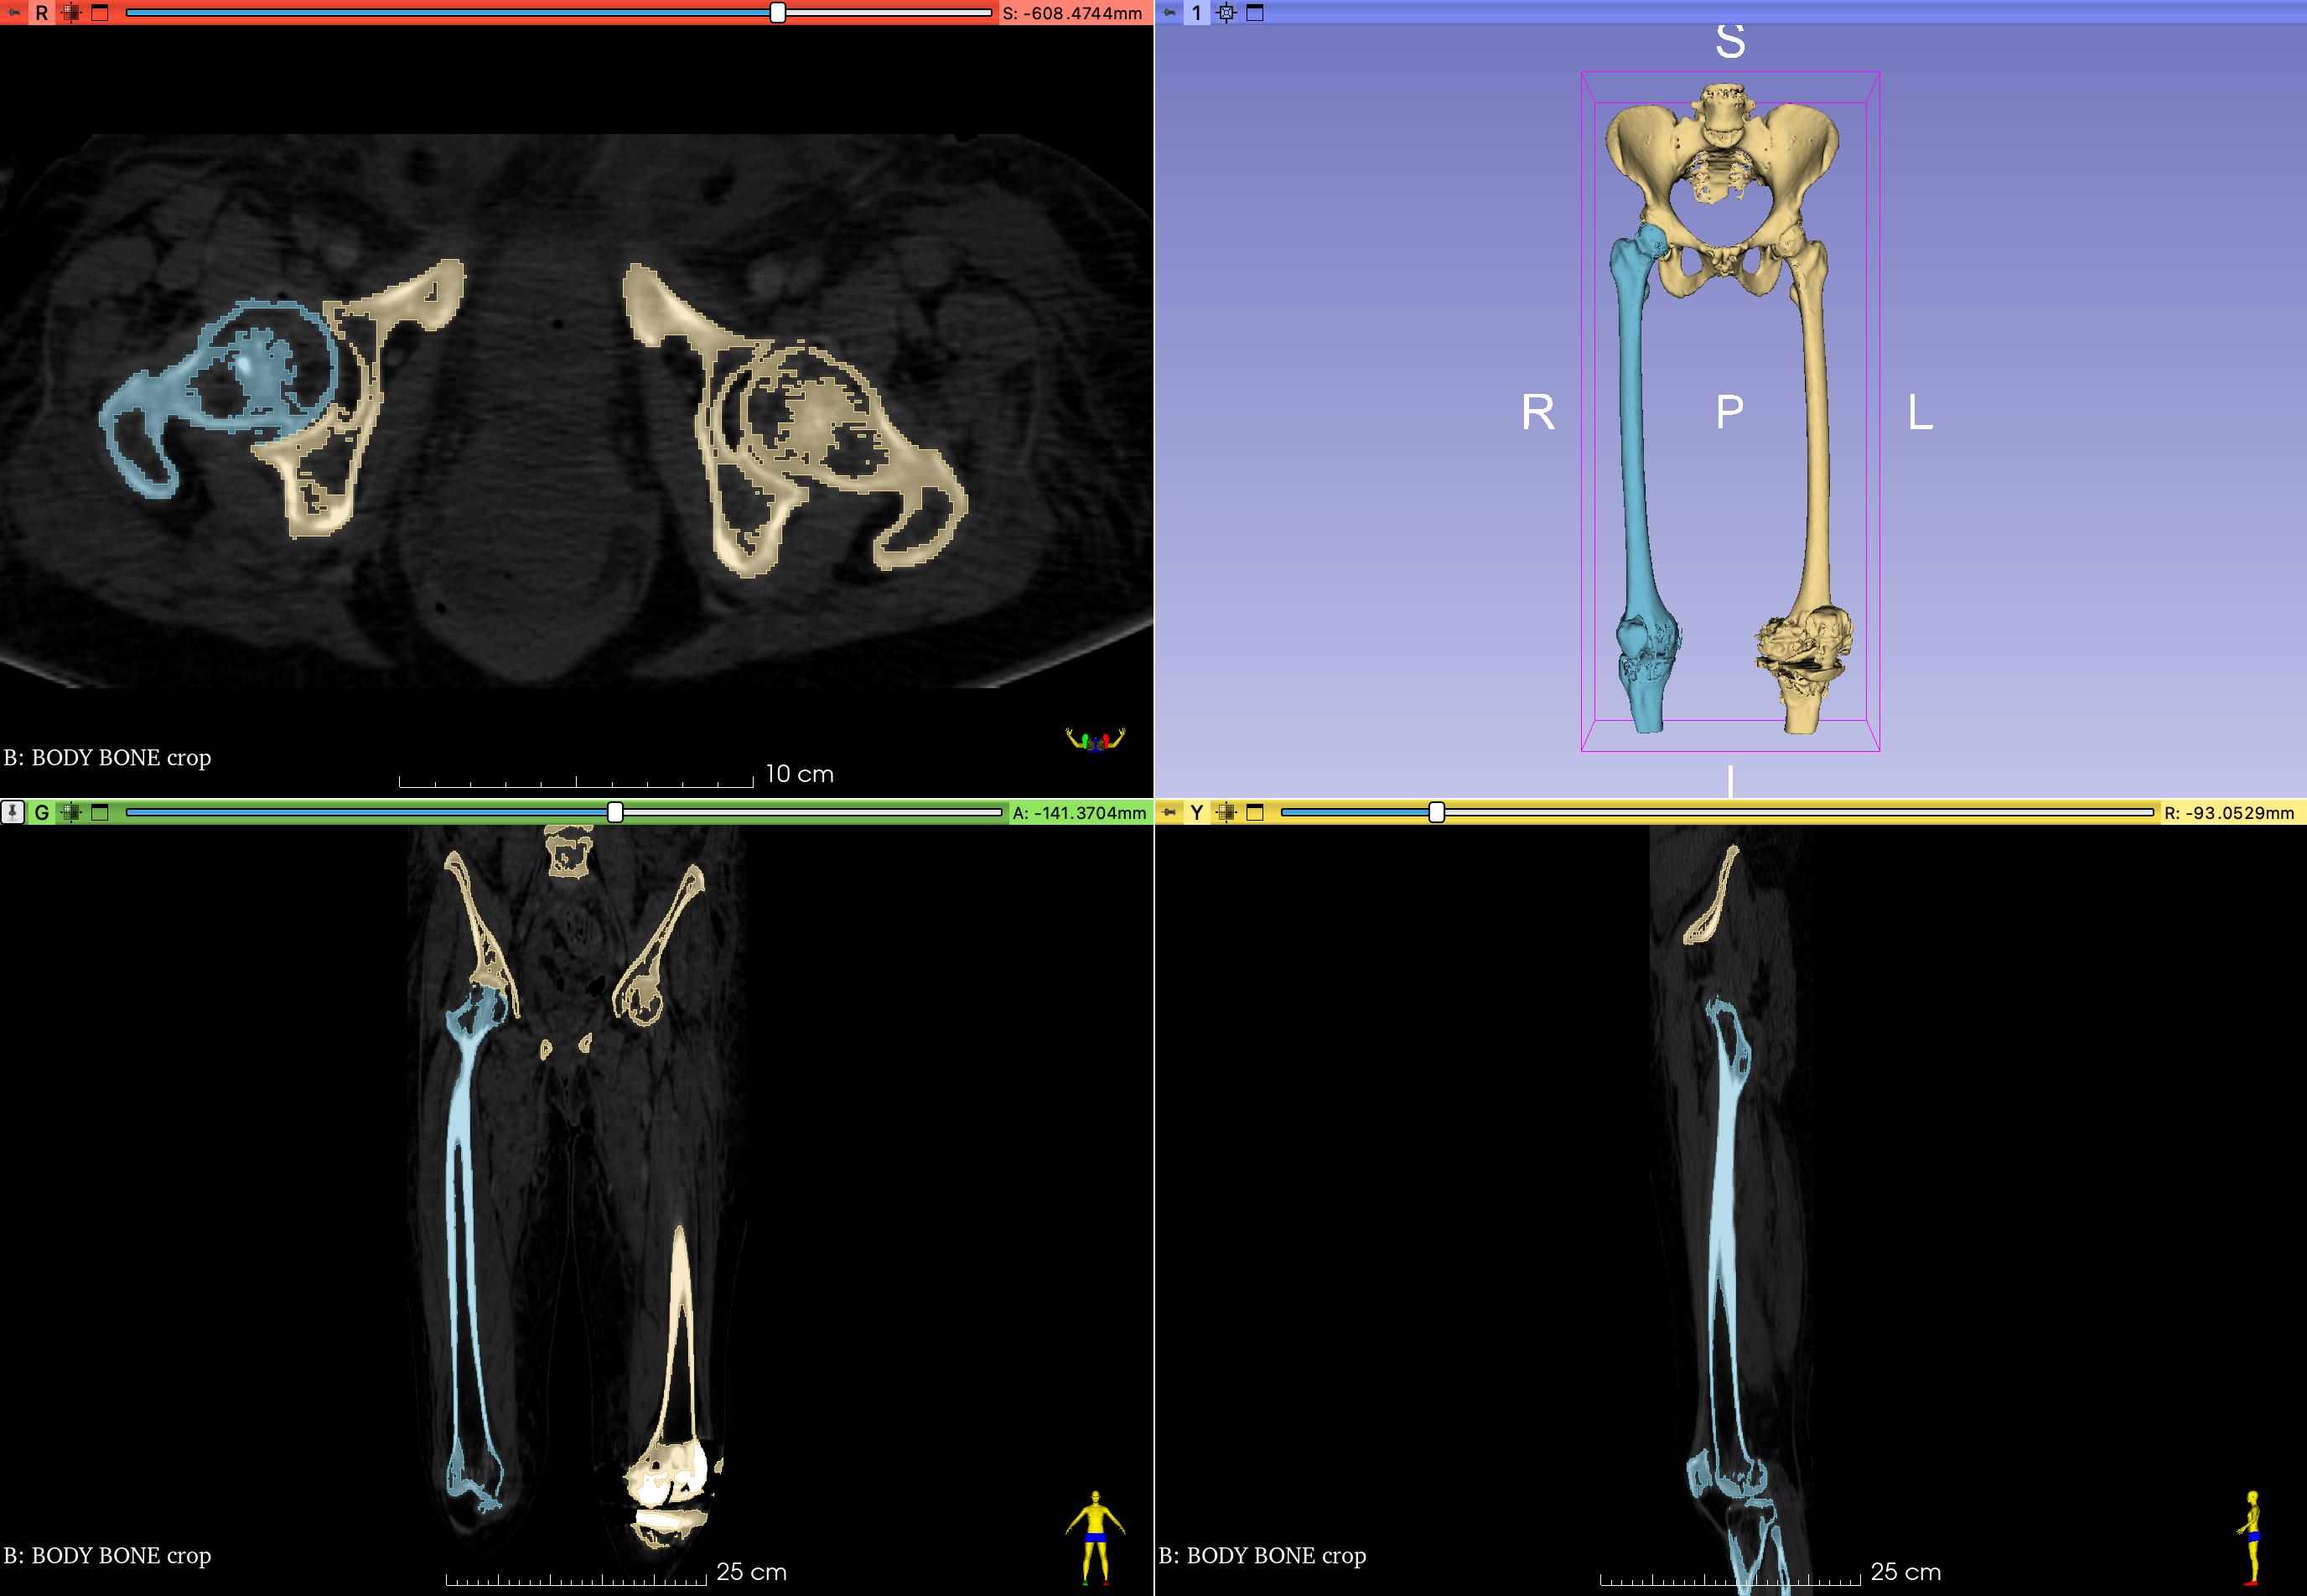 R S: -608.4744mm
B: BODY BONE crop
10 cm
1
S
R P L
I
G A: -141.3704mm
B: BODY BONE crop
25 cm
Y R: -93.0529mm
B: BODY BONE crop
25 cm